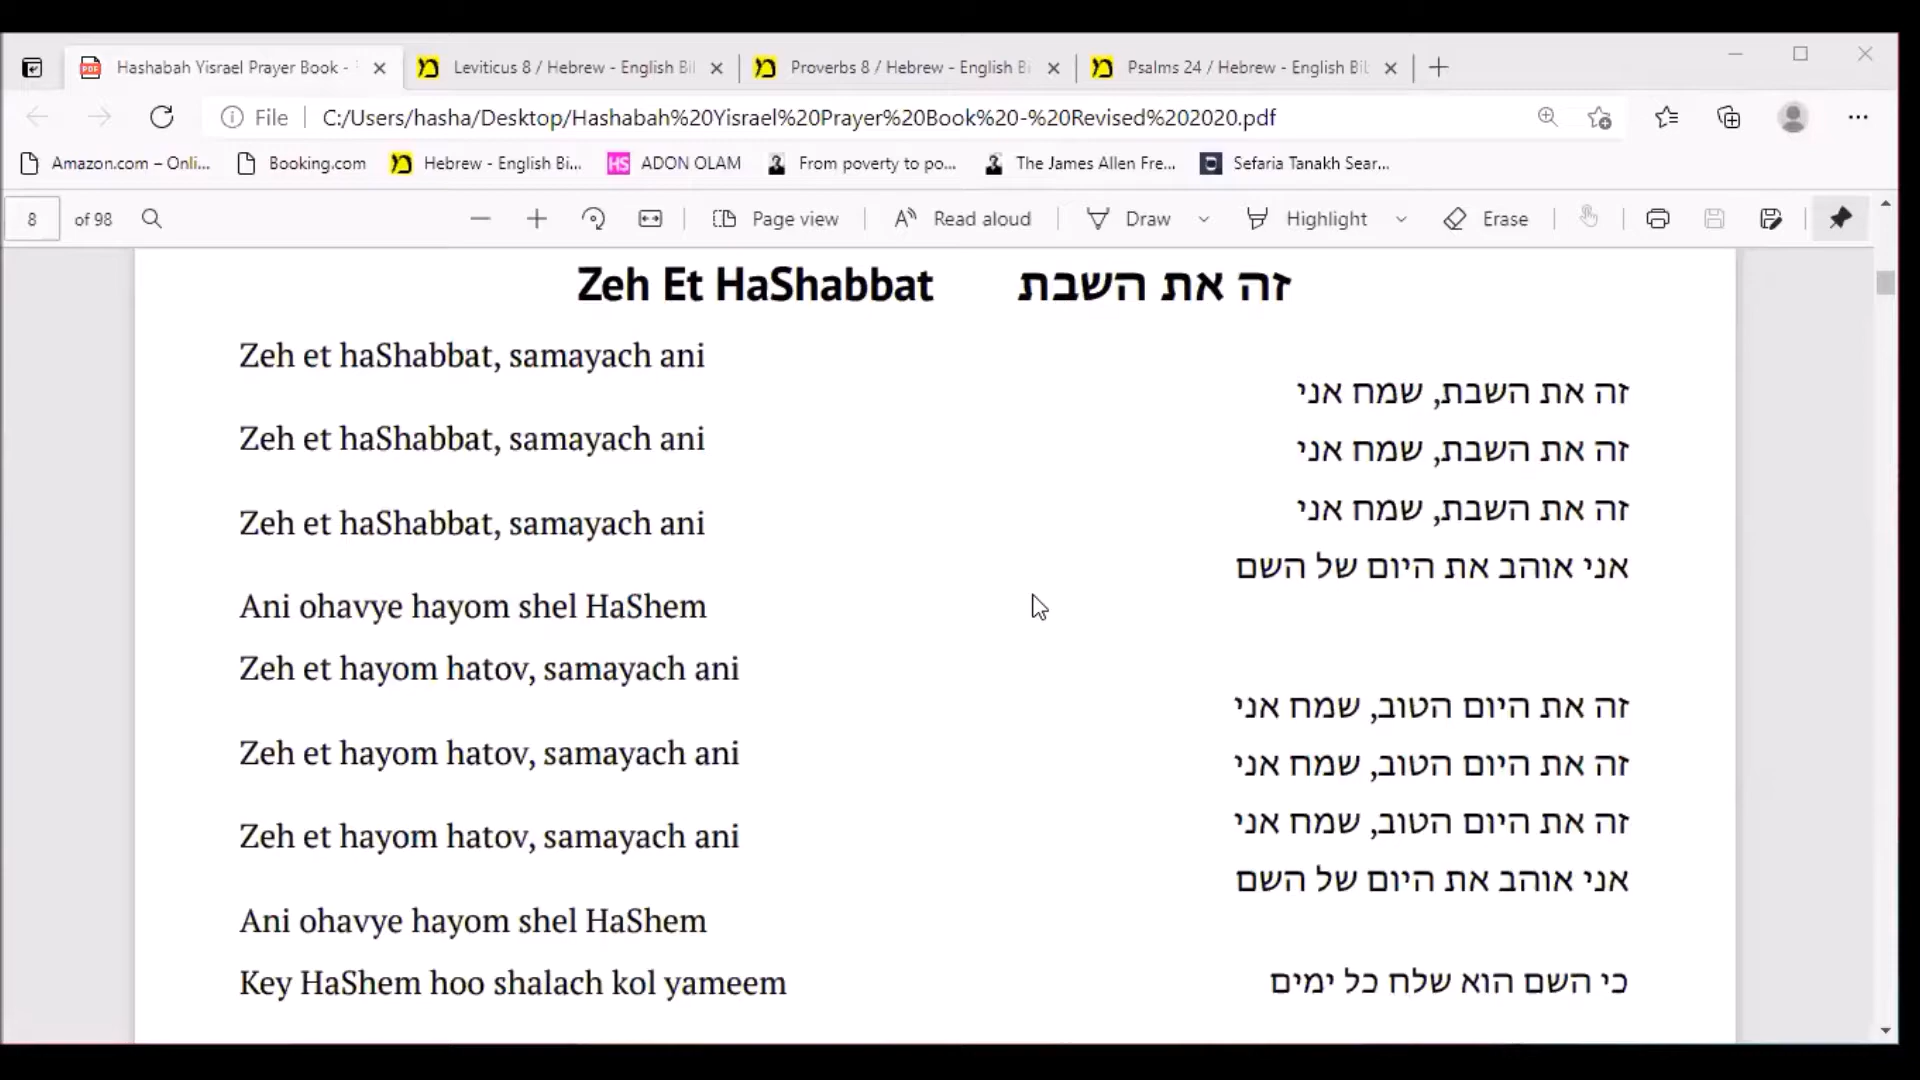 Hashabah Yisrael Prayer Book -
Leviticus 8 / Hebrew - English Bi
Proverbs 8 / Hebrew - English Bi
Psalms 24 / Hebrew - English Bib
File
C:/Users/hasha/Desktop/Hashabah%20Yisrael%20Prayer%20Book%20-%20Revised%202020.pdf
Amazon.com – Onli...
Booking.com
Hebrew - English Bi...
HS ADON OLAM
From poverty to po...
The James Allen Fre...
Sefaria Tanakh Sear...
8 of 98
Page view
Read aloud
Draw
Highlight
Erase
Zeh Et HaShabbat זה את השבת
Zeh et haShabbat, samayach ani
זה את השבת, שמח אני
Zeh et haShabbat, samayach ani
זה את השבת, שמח אני
Zeh et haShabbat, samayach ani
זה את השבת, שמח אני
אני אוהב את היום של השם
Ani ohavye hayom shel HaShem
Zeh et hayom hatov, samayach ani
זה את היום הטוב, שמח אני
Zeh et hayom hatov, samayach ani
זה את היום הטוב, שמח אני
Zeh et hayom hatov, samayach ani
זה את היום הטוב, שמח אני
אני אוהב את היום של השם
Ani ohavye hayom shel HaShem
Key HaShem hoo shalach kol yameem
כי השם הוא שלח כל ימים